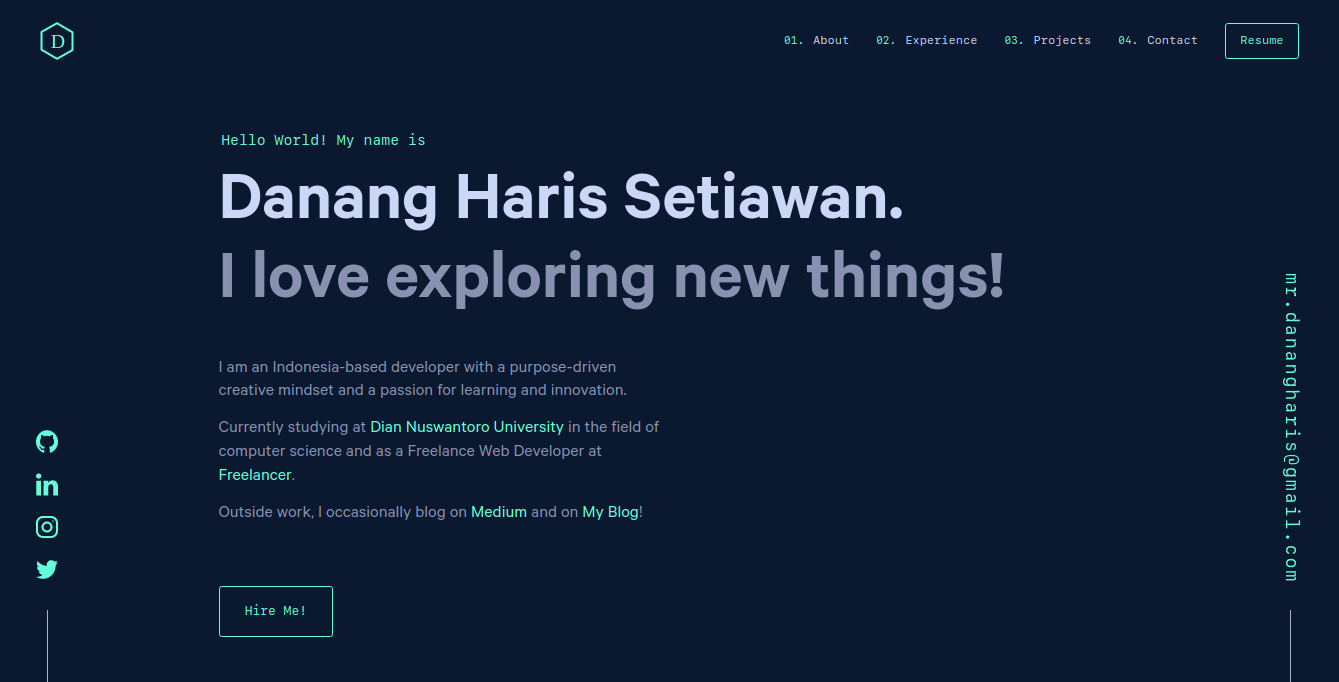 D
01. About 02. Experience 03. Projects 04. Contact Resume
Hello World! My name is
Danang Haris Setiawan.
I love exploring new things!
I am an Indonesia-based developer with a purpose-driven
creative mindset and a passion for learning and innovation.
Currently studying at Dian Nuswantoro University in the field of
computer science and as a Freelance Web Developer at
Freelancer.
Outside work, I occasionally blog on Medium and on My Blog!
Hire Me!
in
mr.danangharis@gmail.com